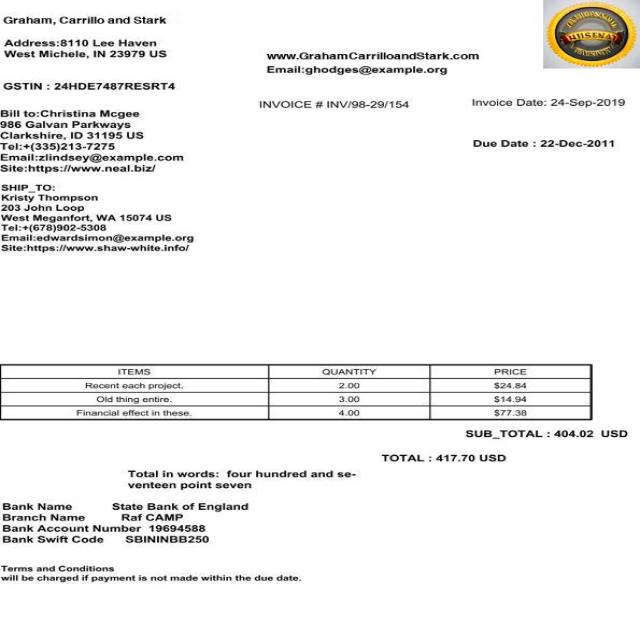 Graham, Carrillo and Stark
Address:8110 Lee Haven
West Michele, IN 23979 US
www.GrahamCarrilloandStark.com
Email:ghodges@example.org
GSTIN : 24HDE7487RESRT4
INVOICE # INV/98-29/154
Invoice Date: 24-Sep-2019
Due Date : 22-Dec-2011
Bill to:Christina Mcgee
986 Galvan Parkways
Clarkshire, ID 31195 US
Tel:+(335)213-7275
Email:zlindsey@example.com
Site:https://www.neal.biz/
SHIP_TO:
Kristy Thompson
203 John Loop
West Meganfort, WA 15074 US
Tel:+(678)902-5308
Email:edwardsimon@example.org
Site:https://www.shaw-white.info/
ITEMS QUANTITY PRICE
Recent each project. 2.00 $24.84
Old thing entire. 3.00 $14.94
Financial effect in these. 4.00 $77.38
SUB_TOTAL : 404.02 USD
TOTAL : 417.70 USD
Total in words: four hundred and se-
venteen point seven
Bank Name State Bank of England
Branch Name Raf CAMP
Bank Account Number 19694588
Bank Swift Code SBININBB250
Terms and Conditions
will be charged if payment is not made within the due date.